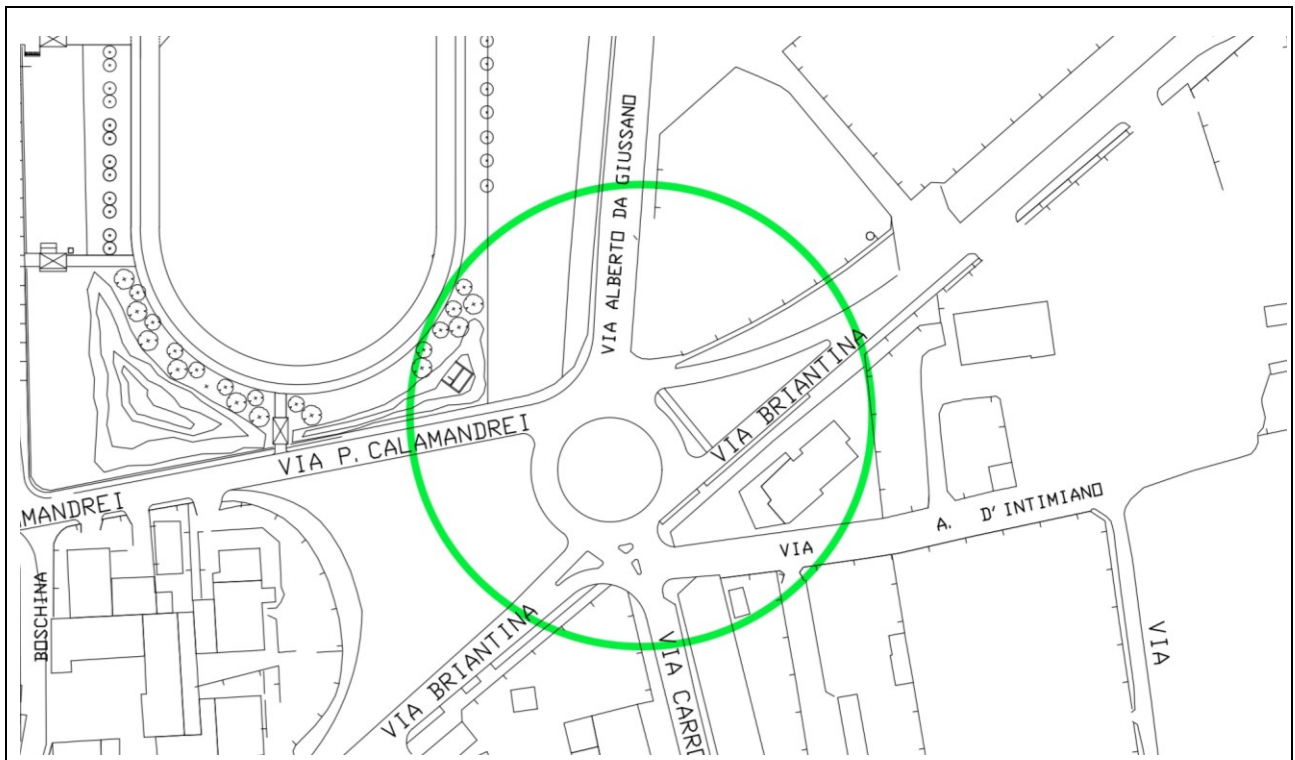 VIA ALBERTO DA GIUSSANO
VIA BRIANTINA
VIA P. CALAMANDREI
MANDREI
VIA A. D' INTIMIANO
BOSCHINA
VIA BRIANTINA
VIA CARRO
VIA